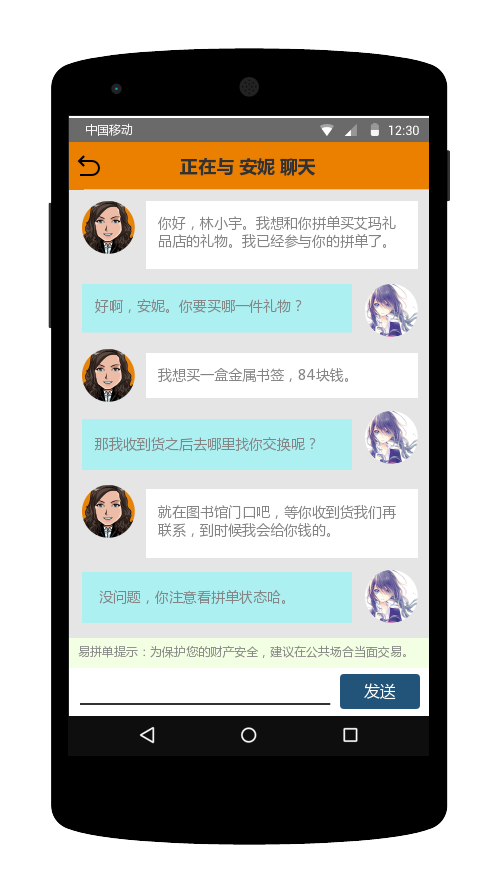 中国移动
12:30
正在与 安妮 聊天
你好，林小宇。我想和你拼单买艾玛礼
品店的礼物。我已经参与你的拼单了。
好啊，安妮。你要买哪一件礼物？
我想买一盒金属书签，84块钱。
那我收到货之后去哪里找你交换呢？
就在图书馆门口吧，等你收到货我们再
联系，到时候我会给你钱的。
没问题，你注意看拼单状态哈。
易拼单提示：为保护您的财产安全，建议在公共场合当面交易。
发送